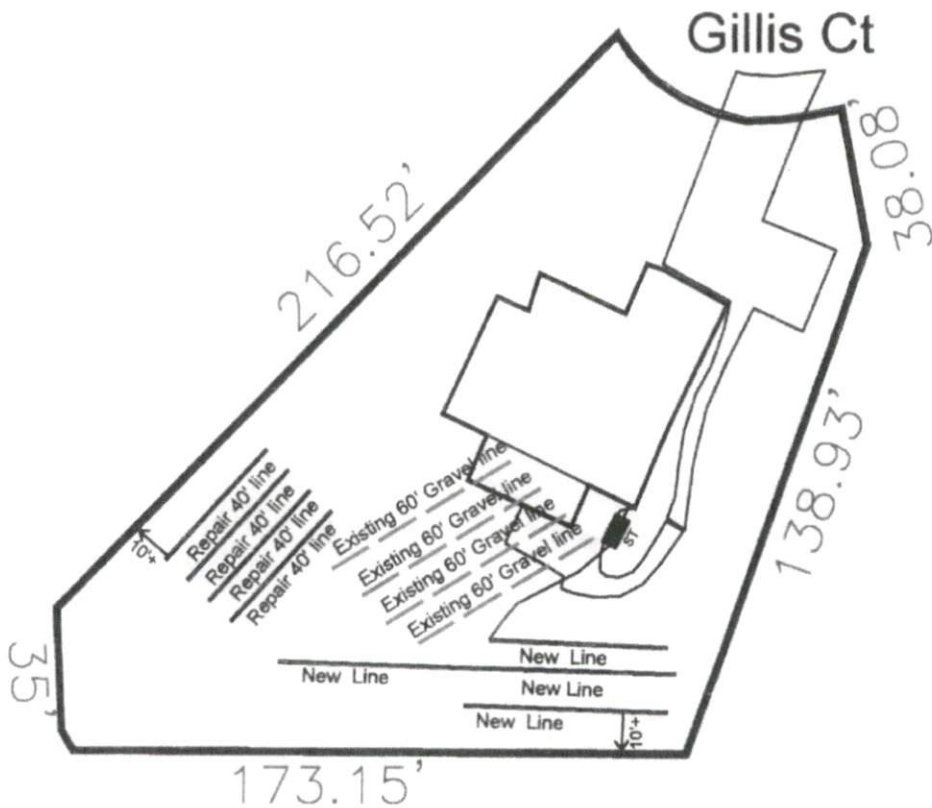 Gillis Ct
38.08'
216.52'
138.93'
Repair 40' line
Repair 40' line
Repair 40' line
Repair 40' line
10'+
Existing 60' Gravel line
Existing 60' Gravel line
Existing 60' Gravel line
Existing 60' Gravel line
ST
35'
New Line
New Line
New Line
New Line
10'+
173.15'